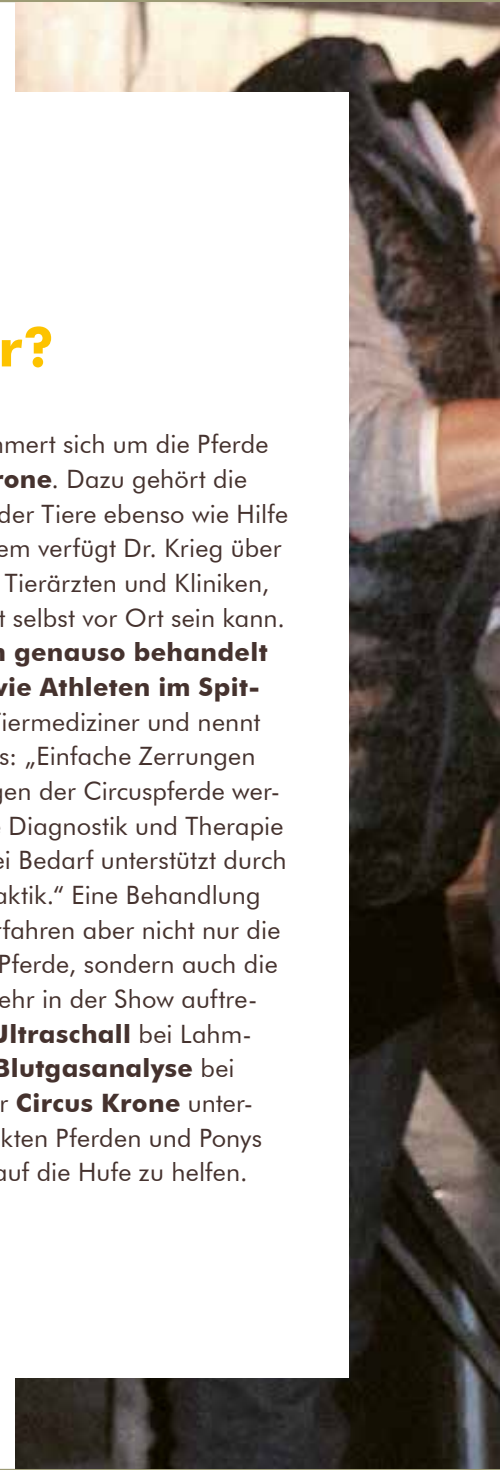 r?
mmert sich um die Pferde
rone. Dazu gehört die
der Tiere ebenso wie Hilfe
em verfügt Dr. Krieg über
Tierärzten und Kliniken,
t selbst vor Ort sein kann.
n genauso behandelt
wie Athleten im Spit-
Tiermediziner und nennt
s: „Einfache Zerrungen
gen der Circuspferde wer-
e Diagnostik und Therapie
ei Bedarf unterstützt durch
aktik.“ Eine Behandlung
rfahren aber nicht nur die
Pferde, sondern auch die
ehr in der Show auftre-
Ultraschall bei Lahm-
Blutgasanalyse bei
r Circus Krone unter-
kten Pferden und Ponys
auf die Hufe zu helfen.